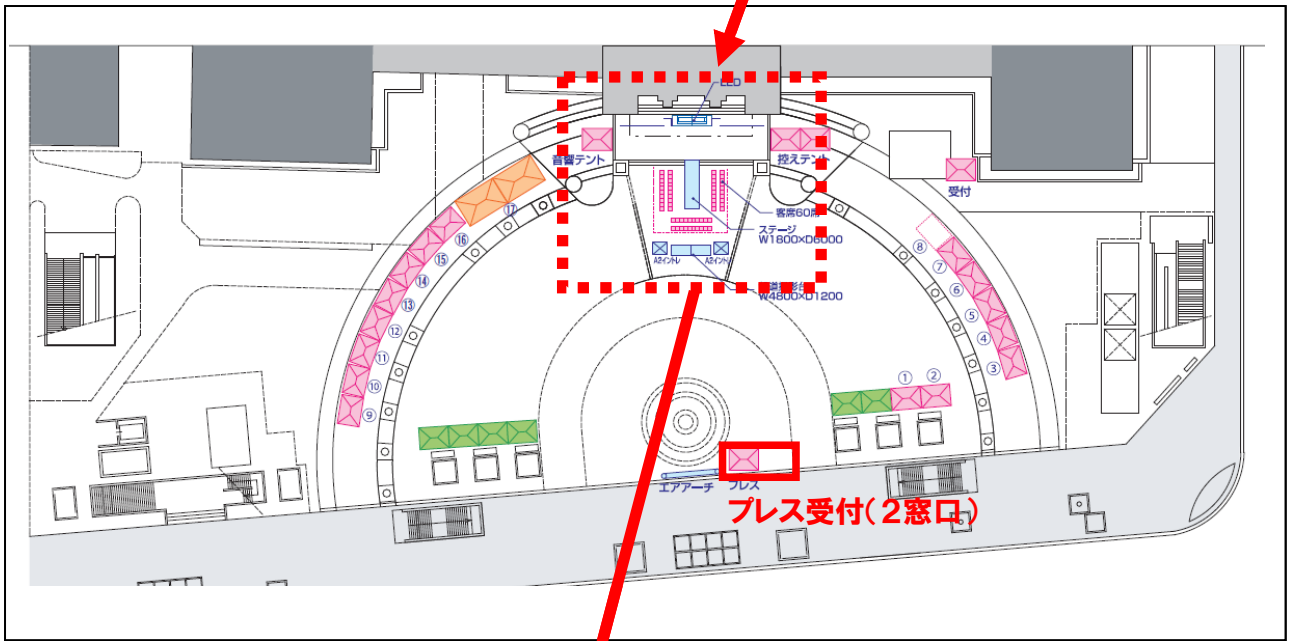 LED
音響テント
控えテント
受付
客席60席
ステージ
W1800×D6000
A2イントレ
A2イント
W4800×D1200
①
②
③
④
⑤
⑥
⑦
⑧
⑨
⑩
⑪
⑫
⑬
⑭
⑮
⑯
⑰
エアアーチ
プレス
プレス受付(2窓口)